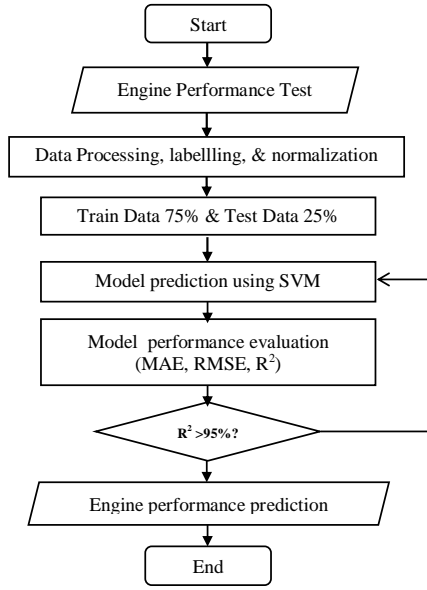 Start
Engine Performance Test
Data Processing, labellling, & normalization
Train Data 75% & Test Data 25%
Model prediction using SVM
Model performance evaluation
(MAE, RMSE, R²)
R² >95%?
Engine performance prediction
End